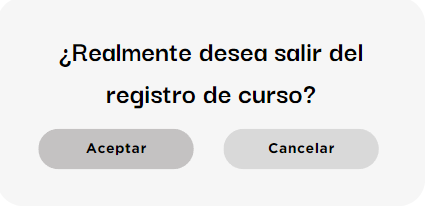 ¿Realmente desea salir del
registro de curso?
Aceptar
Cancelar